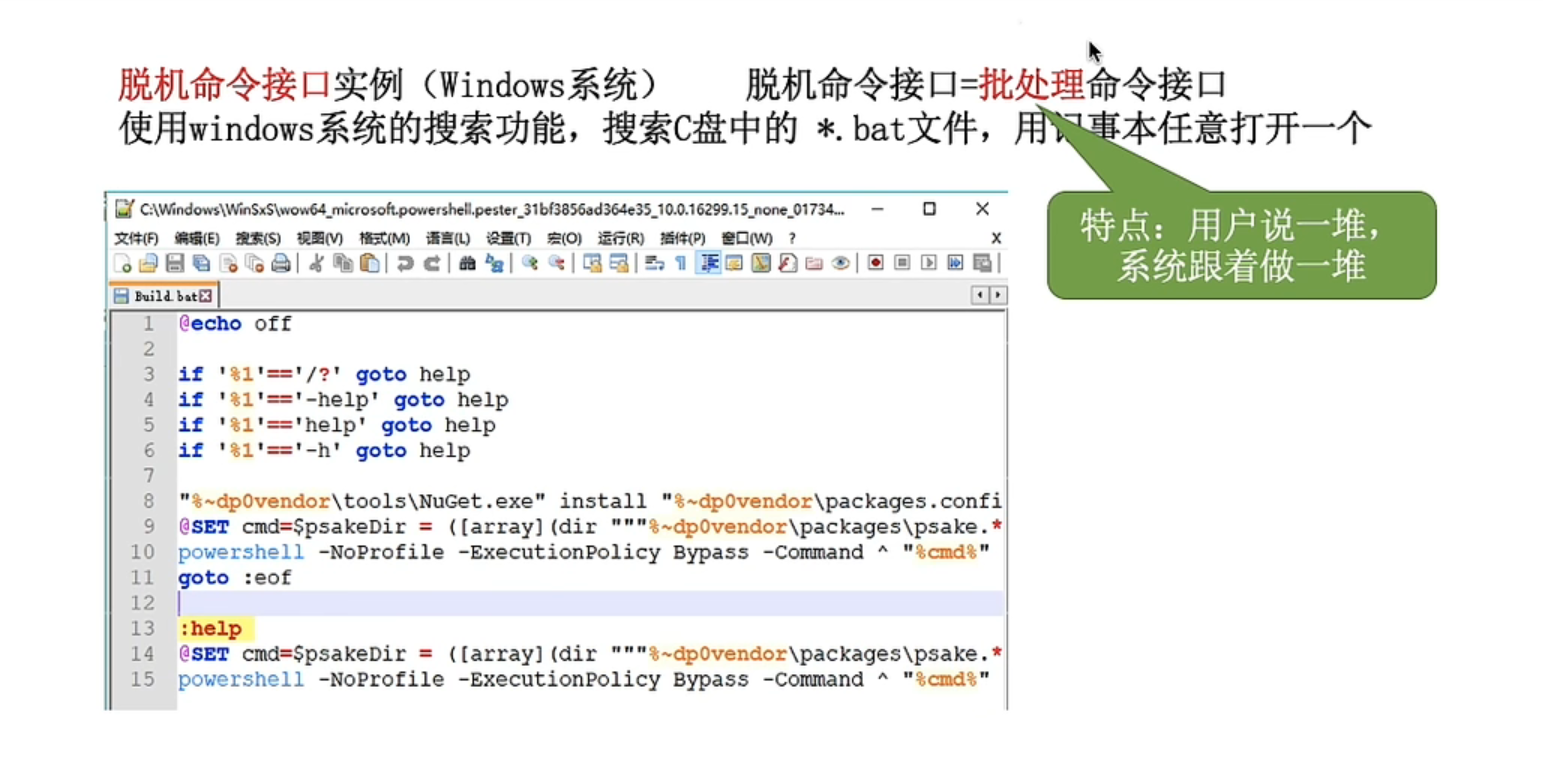 脱机命令接口实例（Windows系统） 脱机命令接口=批处理命令接口
使用windows系统的搜索功能，搜索C盘中的 *.bat文件，用记事本任意打开一个
特点：用户说一堆，
系统跟着做一堆
C:\Windows\WinSxS\wow64_microsoft.powershell.pester_31bf3856ad364e35_10.0.16299.15_none_01734...
文件(F) 编辑(E) 搜索(S) 视图(V) 格式(M) 语言(L) 设置(T) 宏(O) 运行(R) 插件(P) 窗口(W) ? X
Build.bat
1 @echo off
2
3 if '%1'=='/?' goto help
4 if '%1'=='-help' goto help
5 if '%1'=='help' goto help
6 if '%1'=='-h' goto help
7
8 "%~dp0vendor\tools\NuGet.exe" install "%~dp0vendor\packages.confi
9 @SET cmd=$psakeDir = ([array](dir """%~dp0vendor\packages\psake.*
10 powershell -NoProfile -ExecutionPolicy Bypass -Command ^ "%cmd%"
11 goto :eof
12
13 :help
14 @SET cmd=$psakeDir = ([array](dir """%~dp0vendor\packages\psake.*
15 powershell -NoProfile -ExecutionPolicy Bypass -Command ^ "%cmd%"